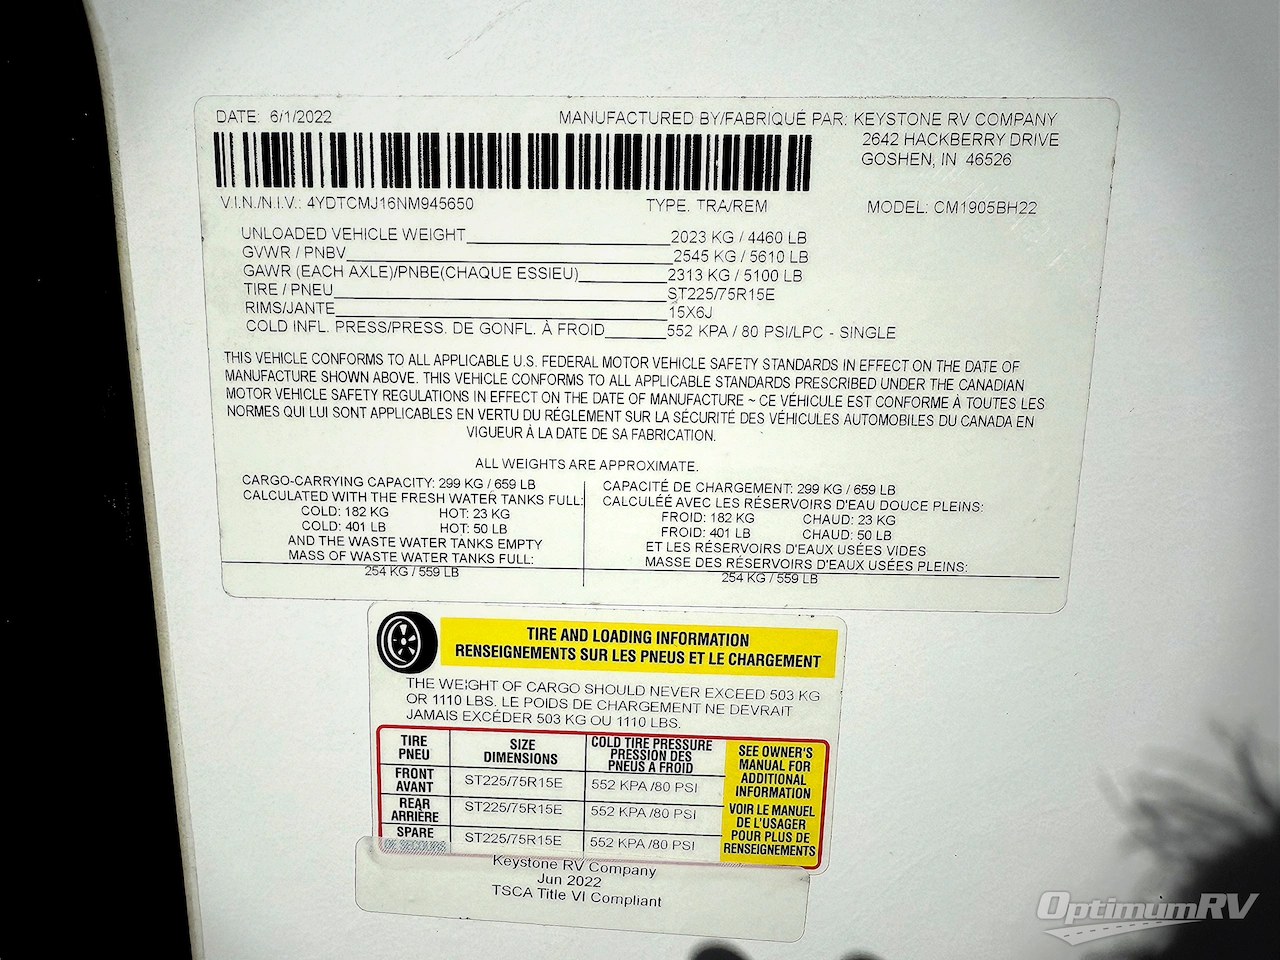 DATE: 6/1/2022 MANUFACTURED BY/FABRIQUÉ PAR: KEYSTONE RV COMPANY
2642 HACKBERRY DRIVE
GOSHEN, IN 46526
V.I.N./N.I.V.: 4YDTCMJ16NM945650 TYPE. TRA/REM MODEL: CM1905BH22
UNLOADED VEHICLE WEIGHT 2023 KG / 4460 LB
GVWR / PNBV 2545 KG / 5610 LB
GAWR (EACH AXLE)/PNBE(CHAQUE ESSIEU) 2313 KG / 5100 LB
TIRE / PNEU ST225/75R15E
RIMS/JANTE 15X6J
COLD INFL. PRESS/PRESS. DE GONFL. À FROID 552 KPA / 80 PSI/LPC - SINGLE
THIS VEHICLE CONFORMS TO ALL APPLICABLE U.S. FEDERAL MOTOR VEHICLE SAFETY STANDARDS IN EFFECT ON THE DATE OF
MANUFACTURE SHOWN ABOVE. THIS VEHICLE CONFORMS TO ALL APPLICABLE STANDARDS PRESCRIBED UNDER THE CANADIAN
MOTOR VEHICLE SAFETY REGULATIONS IN EFFECT ON THE DATE OF MANUFACTURE ~ CE VÉHICULE EST CONFORME À TOUTES LES
NORMES QUI LUI SONT APPLICABLES EN VERTU DU RÉGLEMENT SUR LA SÉCURITÉ DES VÉHICULES AUTOMOBILES DU CANADA EN
VIGUEUR À LA DATE DE SA FABRICATION.
ALL WEIGHTS ARE APPROXIMATE.
CARGO-CARRYING CAPACITY: 299 KG / 659 LB
CALCULATED WITH THE FRESH WATER TANKS FULL:
COLD: 182 KG HOT: 23 KG
COLD: 401 LB HOT: 50 LB
AND THE WASTE WATER TANKS EMPTY
MASS OF WASTE WATER TANKS FULL:
254 KG / 559 LB
CAPACITÉ DE CHARGEMENT: 299 KG / 659 LB
CALCULÉE AVEC LES RÉSERVOIRS D'EAU DOUCE PLEINS:
FROID: 182 KG CHAUD: 23 KG
FROID: 401 LB CHAUD: 50 LB
ET LES RÉSERVOIRS D'EAUX USÉES VIDES
MASSE DES RÉSERVOIRS D'EAUX USÉES PLEINS:
254 KG / 559 LB
TIRE AND LOADING INFORMATION
RENSEIGNEMENTS SUR LES PNEUS ET LE CHARGEMENT
THE WEIGHT OF CARGO SHOULD NEVER EXCEED 503 KG
OR 1110 LBS. LE POIDS DE CHARGEMENT NE DEVRAIT
JAMAIS EXCÉDER 503 KG OU 1110 LBS.
TIRE
PNEU
SIZE
DIMENSIONS
COLD TIRE PRESSURE
PRESSION DES
PNEUS A FROID
FRONT
AVANT
ST225/75R15E 552 KPA /80 PSI
REAR
ARRIÈRE
ST225/75R15E 552 KPA /80 PSI
SPARE
DE SECOURS
ST225/75R15E 552 KPA /80 PSI
SEE OWNER'S
MANUAL FOR
ADDITIONAL
INFORMATION
VOIR LE MANUEL
DE L'USAGER
POUR PLUS DE
RENSEIGNEMENTS
Keystone RV Company
Jun 2022
TSCA Title VI Compliant
OptimumRV